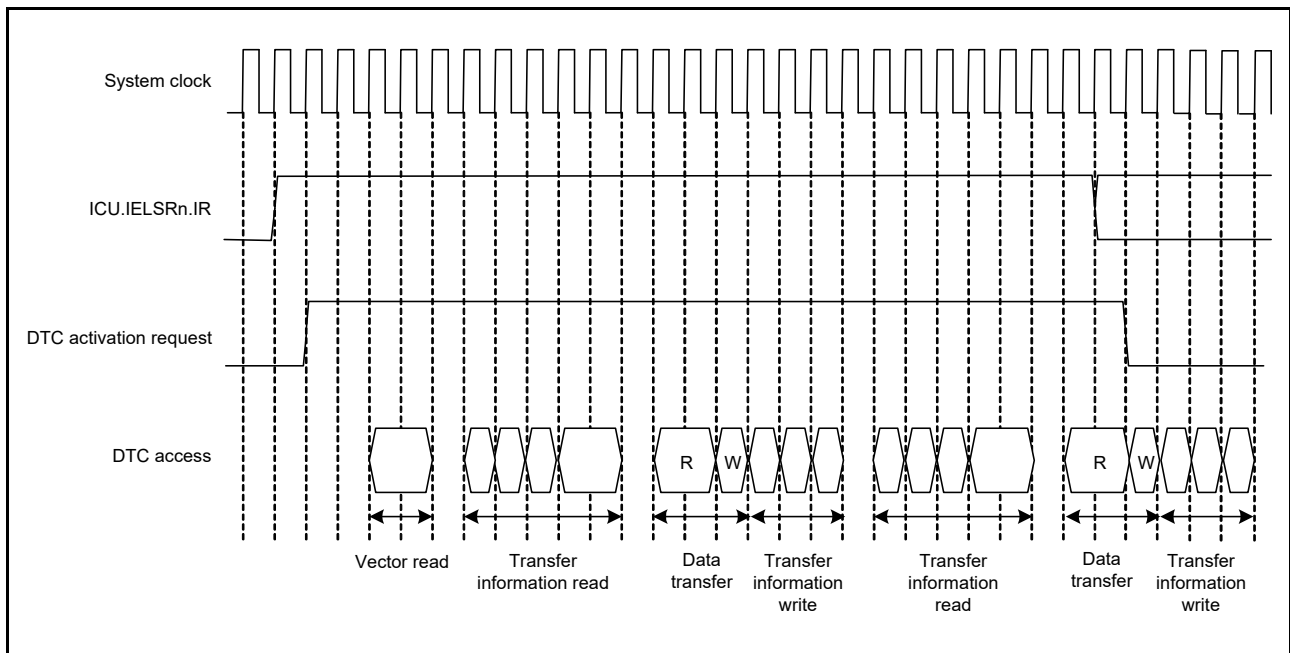 System clock
ICU.IELSRn.IR
DTC activation request
DTC access
R
W
R
W
Vector read
Transfer
information read
Data
transfer
Transfer
information
write
Transfer
information
read
Data
transfer
Transfer
information
write